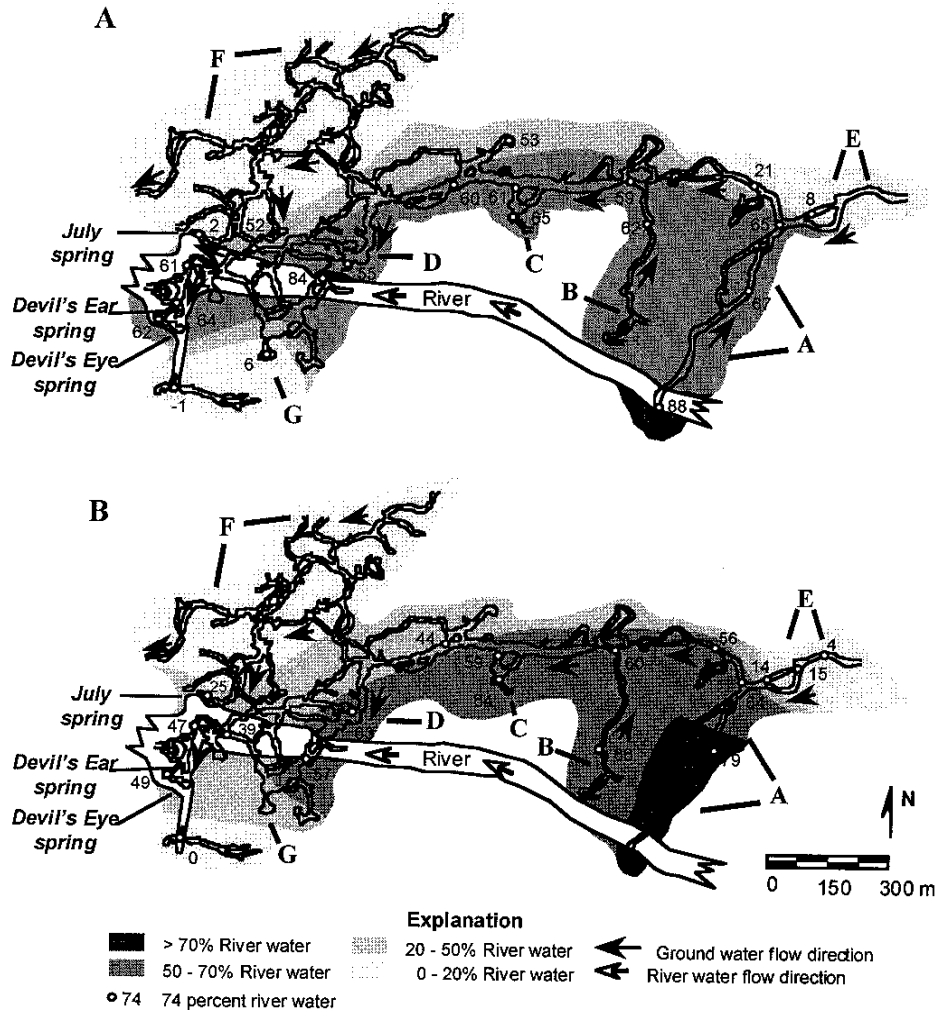 A
F
E
53
21
8
60
61
65
59
62
65
July
spring
2
52
61
84
55
D
C
B
River
57
A
Devil's Ear
spring
62
64
Devil's Eye
spring
6
G
88
-1
B
F
E
4
56
44
14
15
60
July
spring
25
47
39
D
C
B
River
79
A
Devil's Ear
spring
49
Devil's Eye
spring
G
0
N
0 150 300 m
Explanation
> 70% River water
50 - 70% River water
74 74 percent river water
20 - 50% River water
0 - 20% River water
Ground water flow direction
River water flow direction